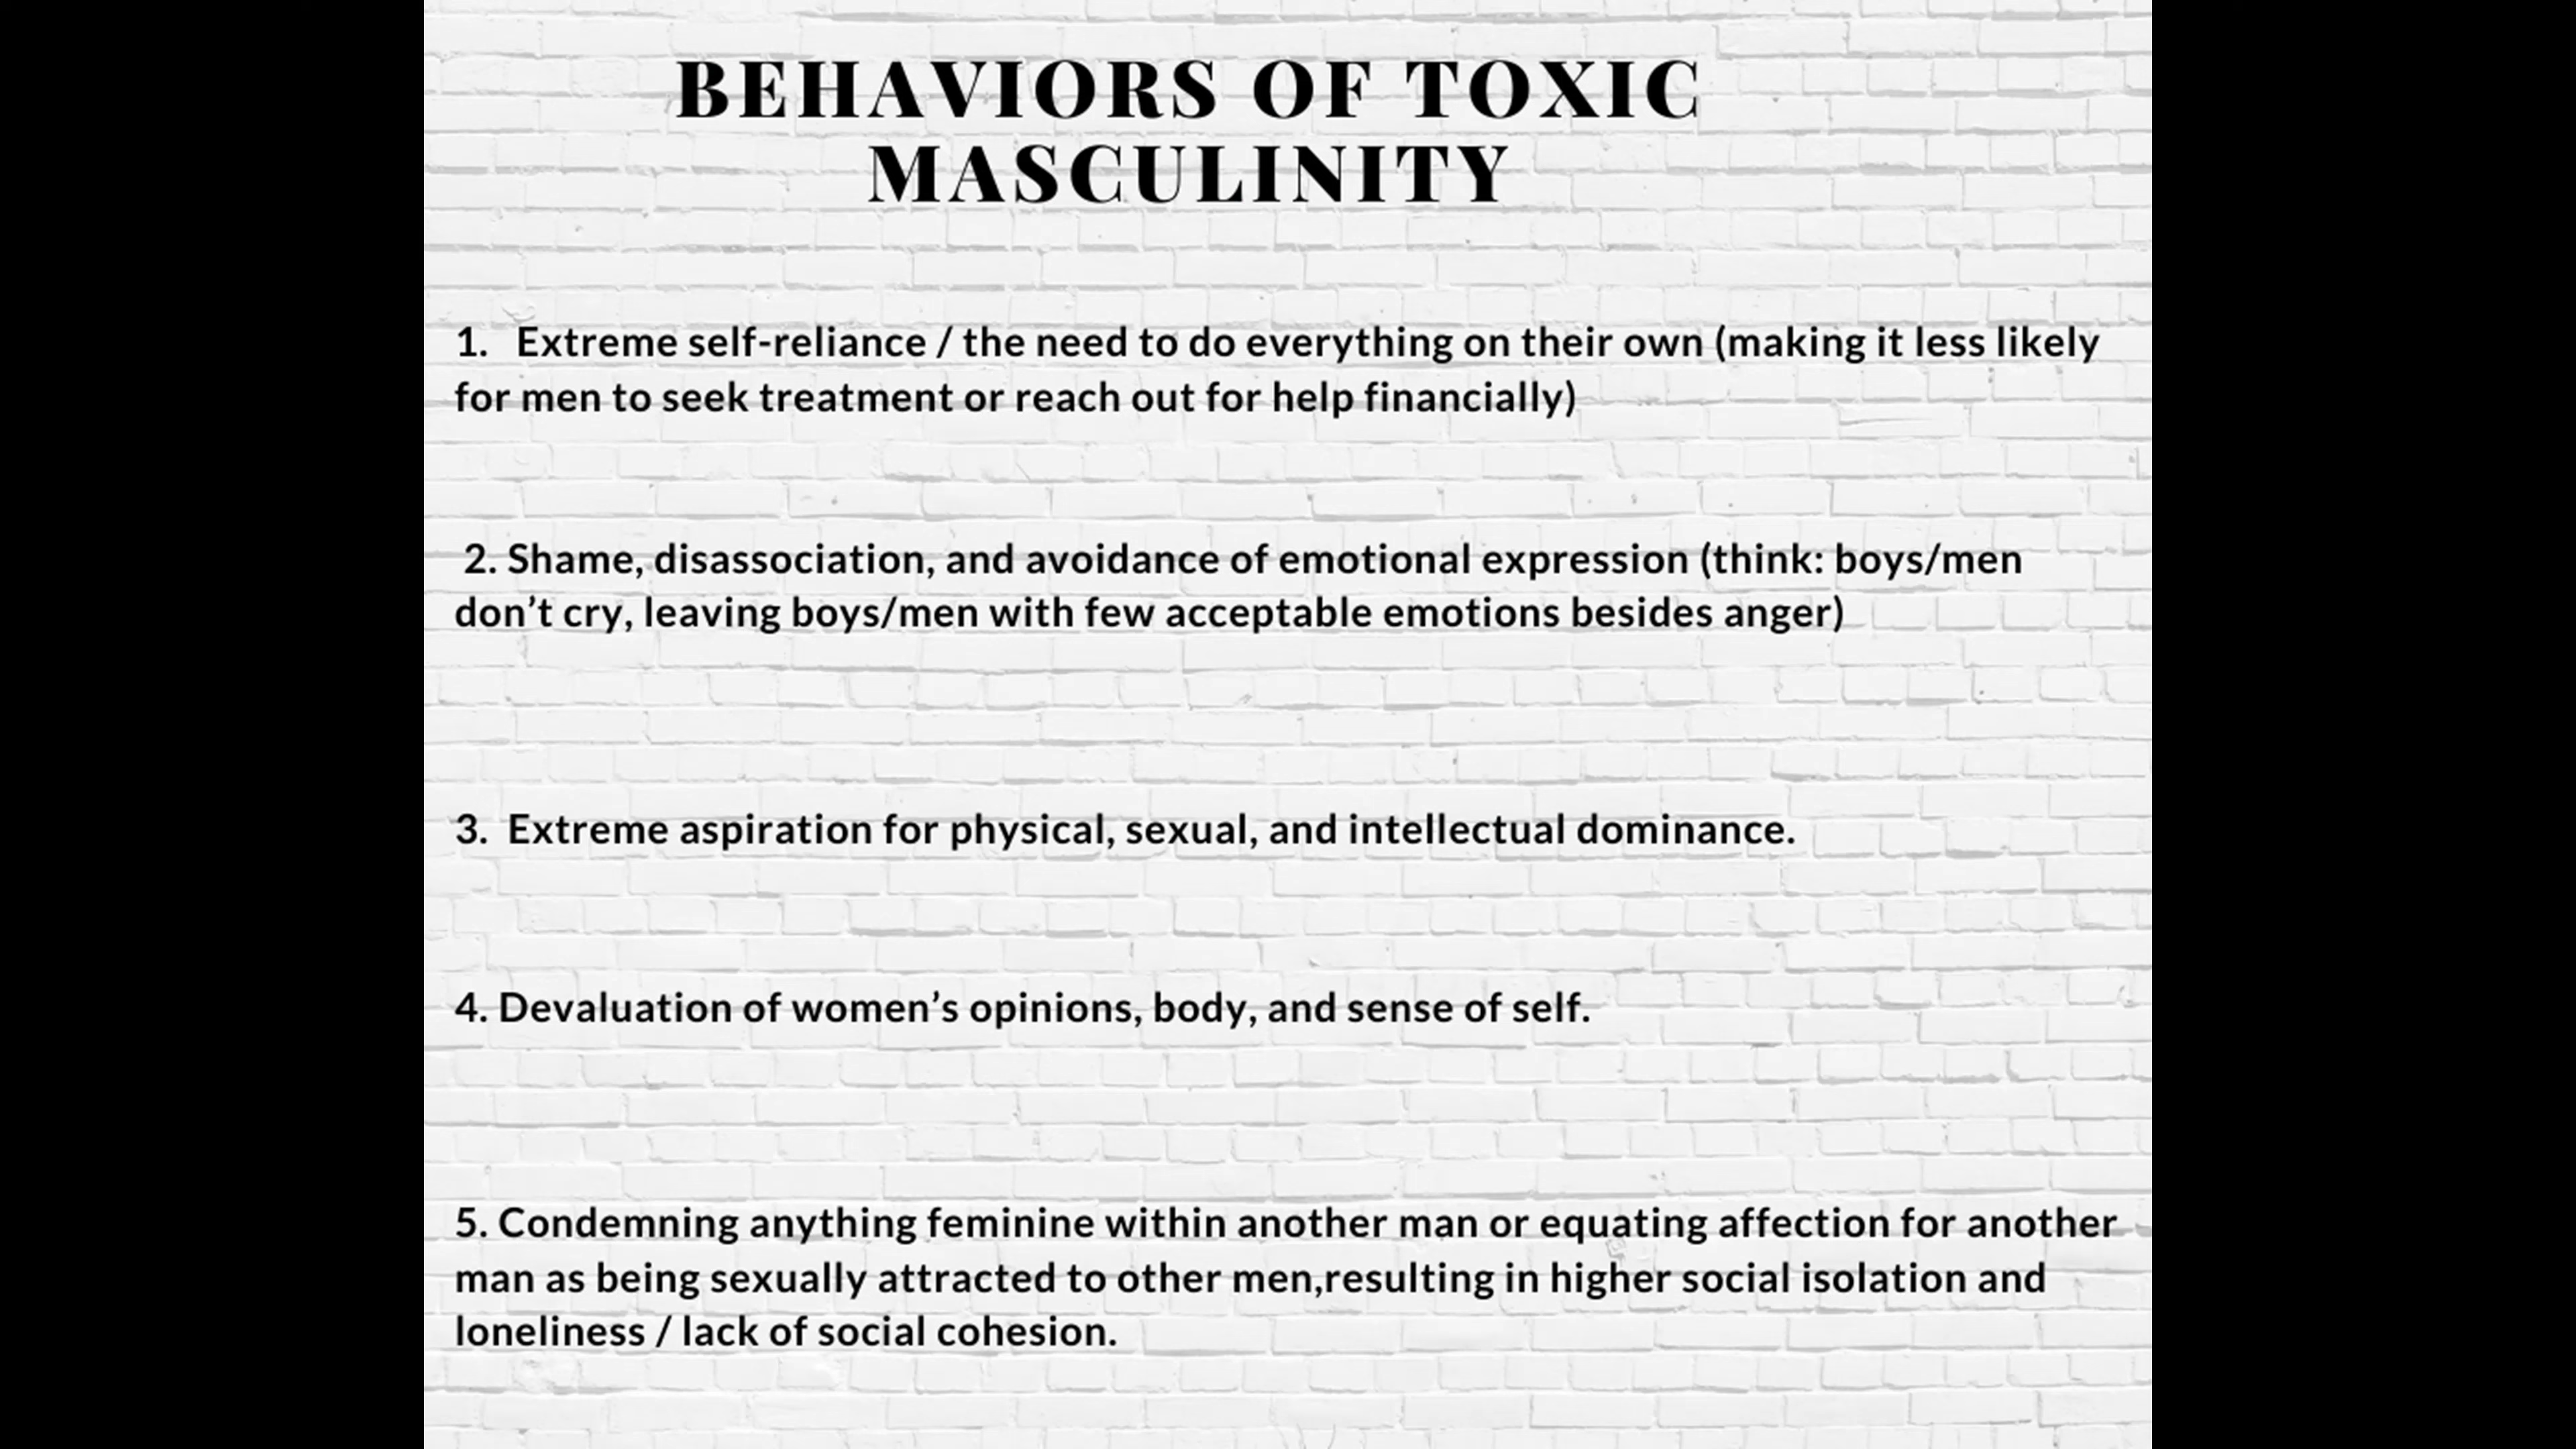 BEHAVIORS OF TOXIC
MASCULINITY
1. Extreme self-reliance / the need to do everything on their own (making it less likely
for men to seek treatment or reach out for help financially)
2. Shame, disassociation, and avoidance of emotional expression (think: boys/men
don’t cry, leaving boys/men with few acceptable emotions besides anger)
3. Extreme aspiration for physical, sexual, and intellectual dominance.
4. Devaluation of women’s opinions, body, and sense of self.
5. Condemning anything feminine within another man or equating affection for another
man as being sexually attracted to other men,resulting in higher social isolation and
loneliness / lack of social cohesion.